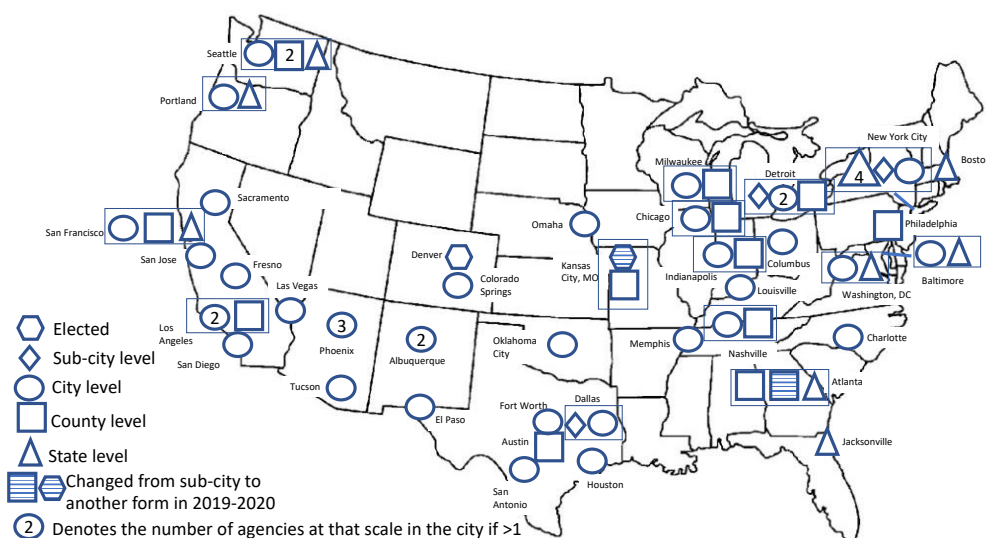 Seattle
2
Portland
Sacramento
San Francisco
San Jose
Fresno
Las Vegas
2
Los
Angeles
San Diego
3
Phoenix
Tucson
2
Albuquerque
El Paso
Denver
Colorado
Springs
Omaha
Kansas
City, MO
Oklahoma
City
Fort Worth
Dallas
Austin
San
Antonio
Houston
Milwaukee
Chicago
Detroit
2
Indianapolis
Columbus
Louisville
Memphis
Nashville
New York City
4
Bosto
Philadelphia
Baltimore
Washington, DC
Charlotte
Atlanta
Jacksonville
Elected
Sub-city level
City level
County level
State level
Changed from sub-city to
another form in 2019-2020
2 Denotes the number of agencies at that scale in the city if >1